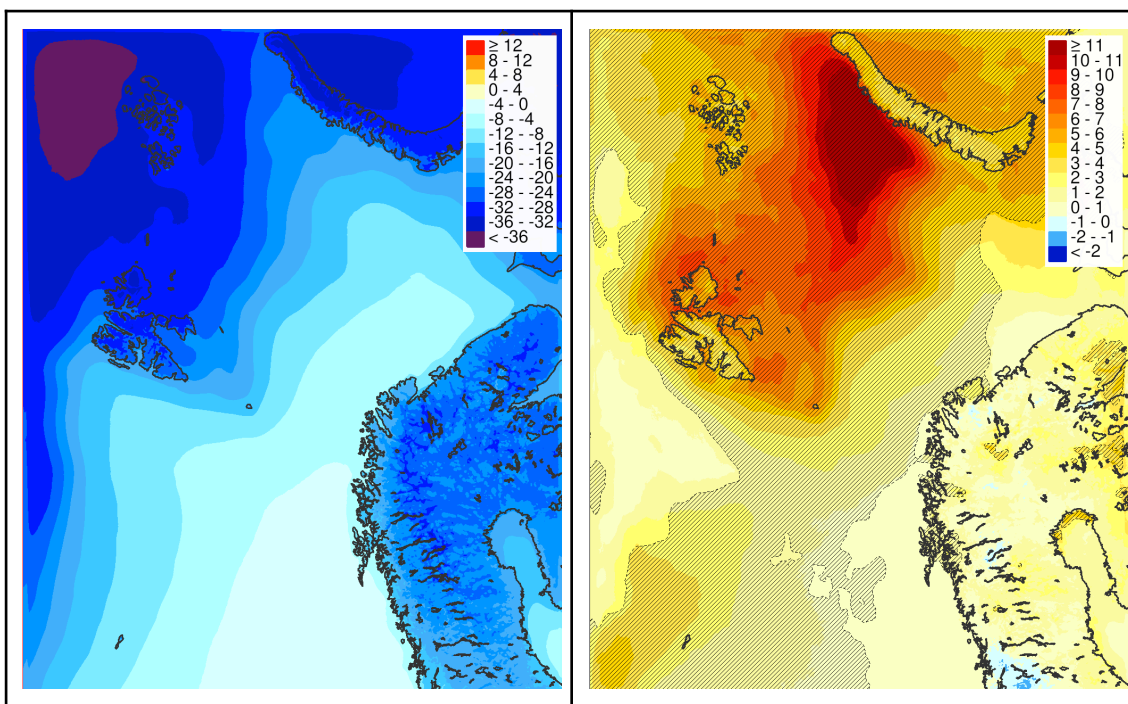 ≥ 12
8 - 12
4 - 8
0 - 4
-4 - 0
-8 - -4
-12 - -8
-16 - -12
-20 - -16
-24 - -20
-28 - -24
-32 - -28
-36 - -32
< -36
≥ 11
10 - 11
9 - 10
8 - 9
7 - 8
6 - 7
5 - 6
4 - 5
3 - 4
2 - 3
1 - 2
0 - 1
-1 - 0
-2 - -1
< -2